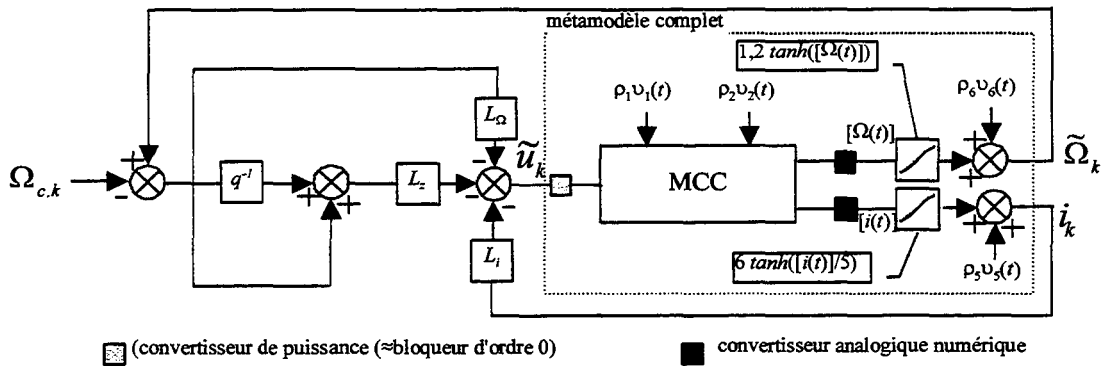 métamodèle complet
1,2 tanh([Ω(t)])
ρ₁υ₁(t) ρ₂υ₂(t) ρ₆υ₆(t)
L_Ω
[Ω(t)]
Ω_{c,k} + - q⁻¹ + + L_z - - - ũ_k MCC + + Ω̃_k
[i(t)] + + i_k
L_i
6 tanh([i(t)]/5) ρ₅υ₅(t)
(convertisseur de puissance (≈bloqueur d'ordre 0) convertisseur analogique numérique